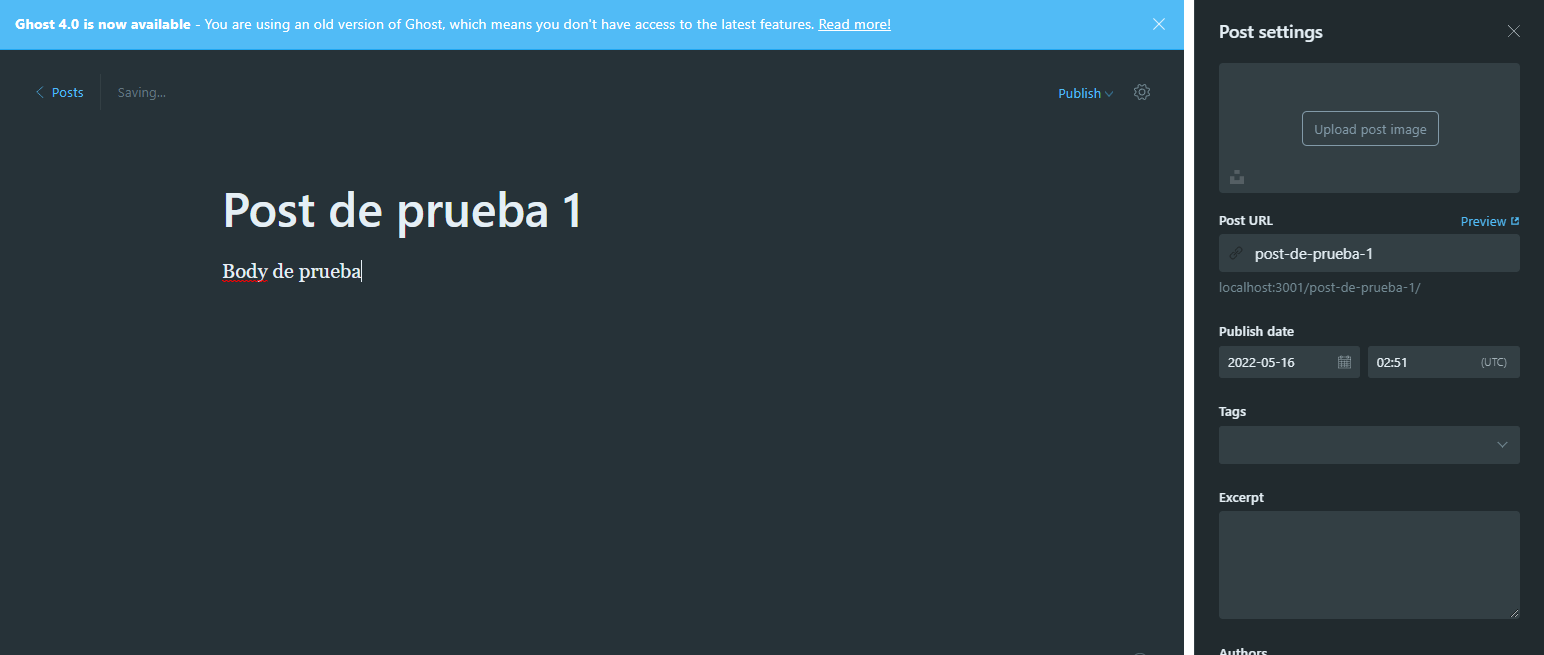 Ghost 4.0 is now available - You are using an old version of Ghost, which means you don't have access to the latest features. Read more!
Posts
Saving...
Publish
Post de prueba 1
Body de prueba
Post settings
Upload post image
Post URL
Preview
post-de-prueba-1
localhost:3001/post-de-prueba-1/
Publish date
2022-05-16
02:51
(UTC)
Tags
Excerpt
Authors